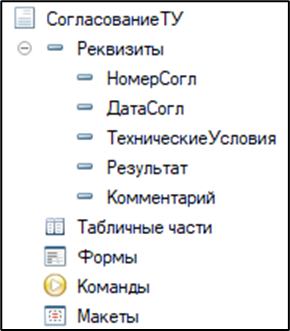 СогласованиеТУ
Реквизиты
НомерСогл
ДатаСогл
ТехническиеУсловия
Результат
Комментарий
Табличные части
Формы
Команды
Макеты